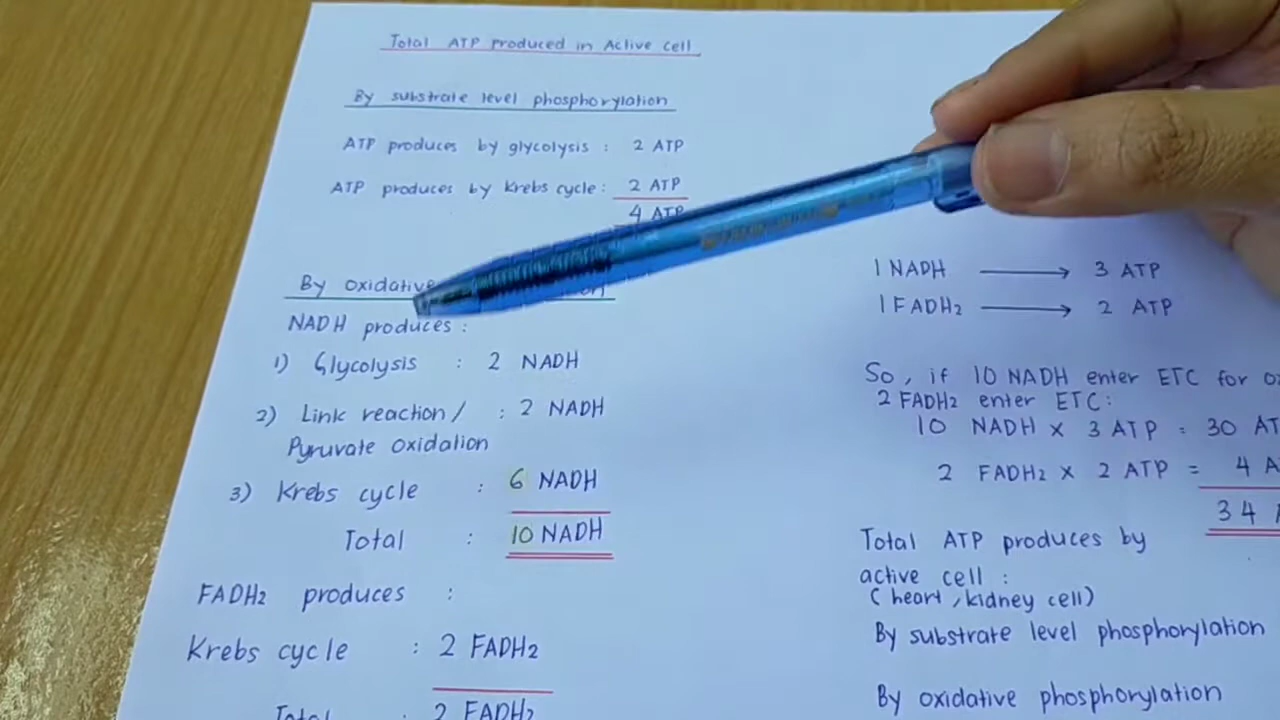 Total ATP produced in Active cell
By substrate level phosphorylation
ATP produces by glycolysis : 2 ATP
ATP produces by Krebs cycle : 2 ATP
4 ATP
By oxidative
NADH produces :
1) Glycolysis : 2 NADH
2) Link reaction / : 2 NADH
Pyruvate Oxidation
3) Krebs cycle : 6 NADH
Total : 10 NADH
FADH2 produces :
Krebs cycle : 2 FADH2
Total : 2 FADH2
1 NADH → 3 ATP
1 FADH2 → 2 ATP
So, if 10 NADH enter ETC for
2 FADH2 enter ETC :
10 NADH x 3 ATP = 30 AT
2 FADH2 x 2 ATP = 4 A
34
Total ATP produces by
active cell :
(heart, kidney cell)
By substrate level phosphorylation
By oxidative phosphorylation